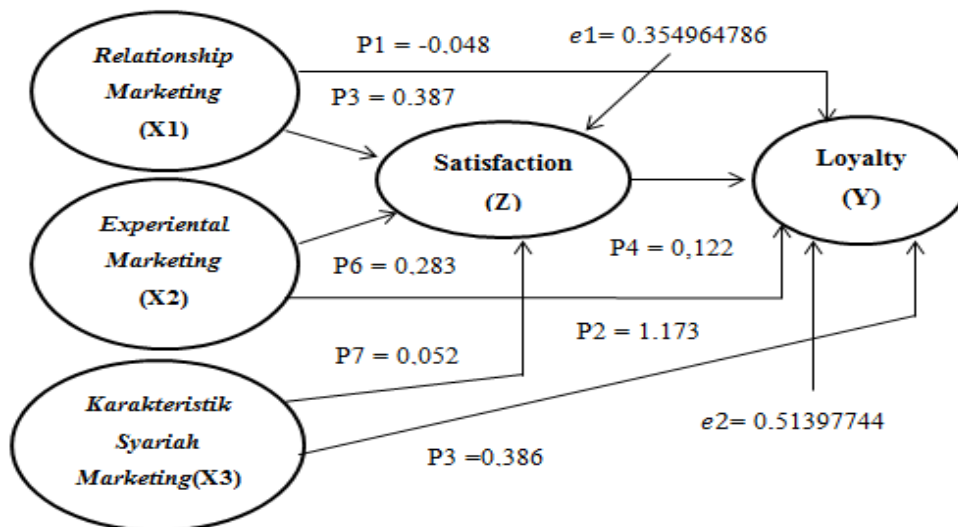 Relationship
Marketing
(X1)
P1 = -0.048
P3 = 0.387
e1= 0.354964786
Satisfaction
(Z)
Loyalty
(Y)
Experiental
Marketing
(X2)
P6 = 0.283
P4 = 0,122
P2 = 1.173
P7 = 0.052
Karakteristik
Syariah
Marketing(X3)
P3 =0.386
e2= 0.51397744